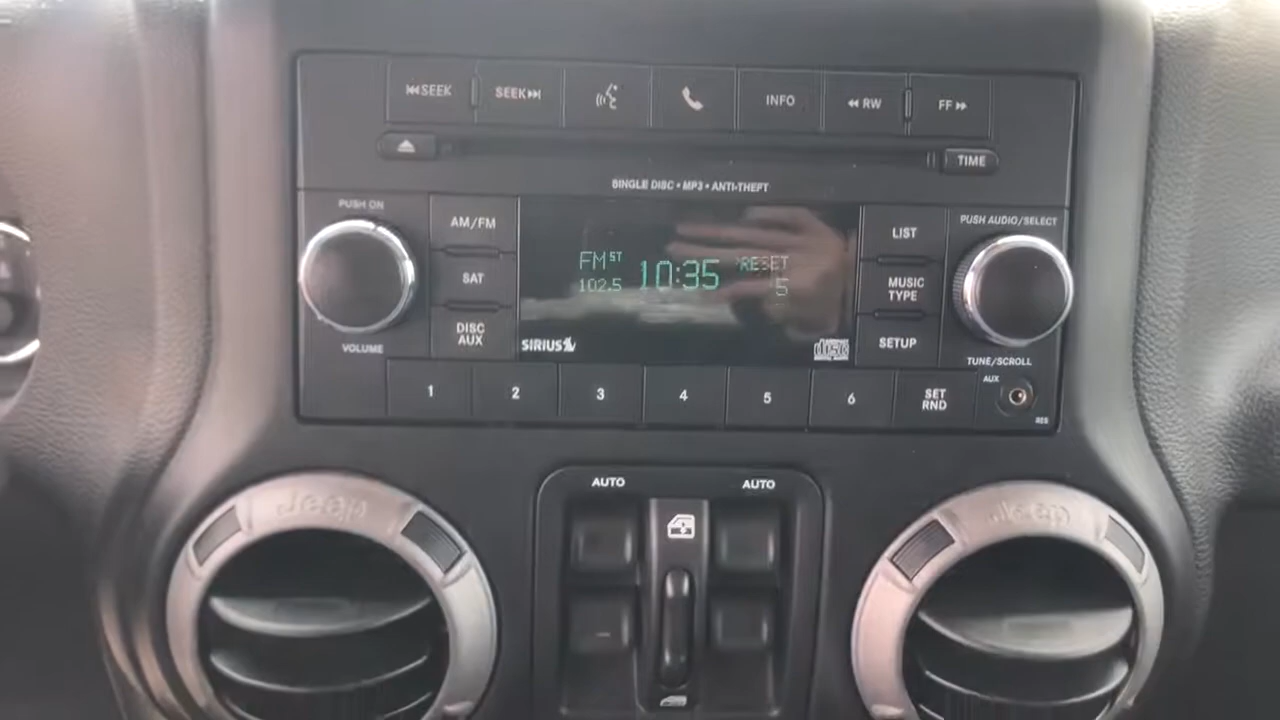 SEEK
SEEK
INFO
RW
FF
TIME
SINGLE DISC • MP3 • ANTI-THEFT
PUSH ON
VOLUME
AM/FM
SAT
DISC
AUX
FM ST
102.5
10:35
RESET
5
SIRIUS
LIST
MUSIC
TYPE
SETUP
PUSH AUDIO/SELECT
TUNE/SCROLL
1
2
3
4
5
6
SET
RND
AUX
RES
AUTO
AUTO
Jeep
Jeep